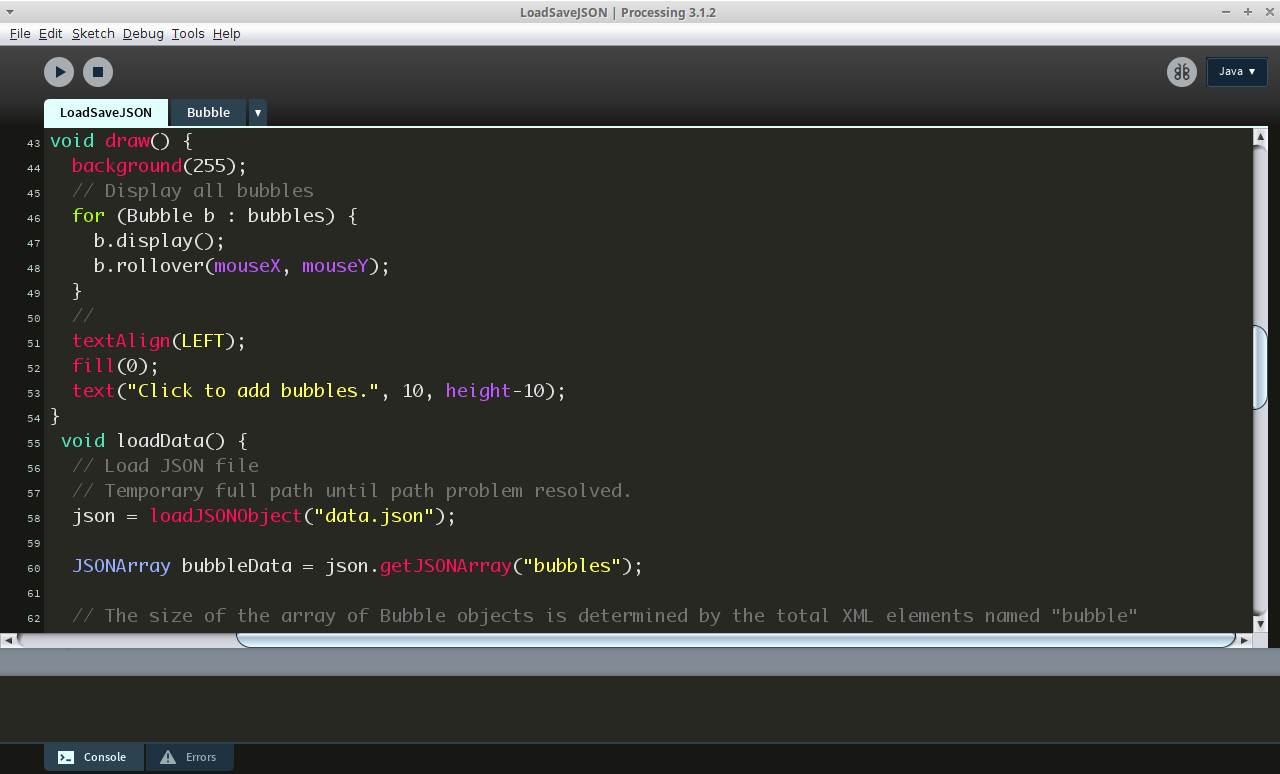 LoadSaveJSON | Processing 3.1.2
File Edit Sketch Debug Tools Help
Java ▾
LoadSaveJSON Bubble ▾
43 void draw() {
44   background(255);
45   // Display all bubbles
46   for (Bubble b : bubbles) {
47     b.display();
48     b.rollover(mouseX, mouseY);
49   }
50   //
51   textAlign(LEFT);
52   fill(0);
53   text("Click to add bubbles.", 10, height-10);
54 }
55  void loadData() {
56   // Load JSON file
57   // Temporary full path until path problem resolved.
58   json = loadJSONObject("data.json");
59
60   JSONArray bubbleData = json.getJSONArray("bubbles");
61
62   // The size of the array of Bubble objects is determined by the total XML elements named "bubble"
Console Errors